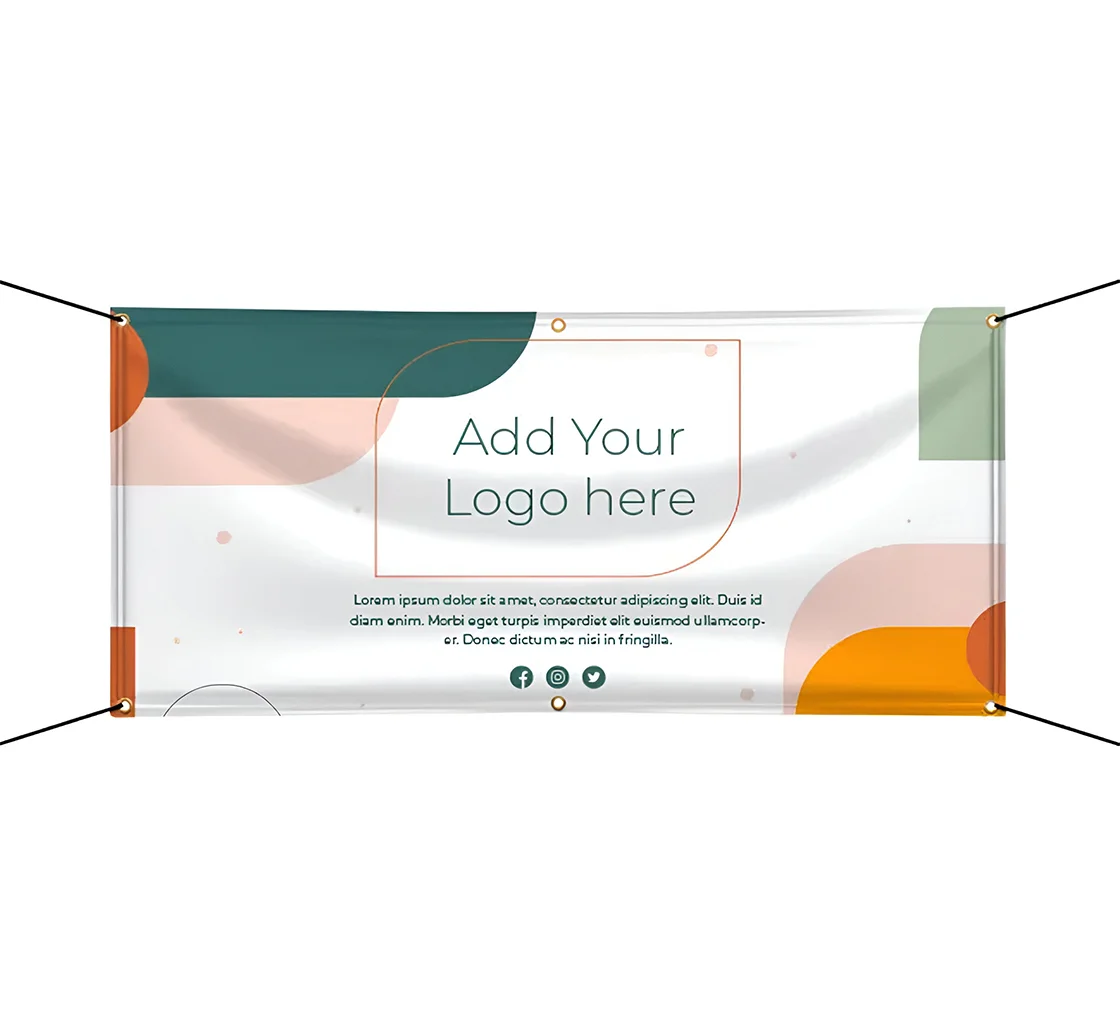 Add Your
Logo here
Lorem ipsum dolor sit amet, consectetur adipiscing elit. Duis id
diam enim. Morbi eget turpis imperdiet elit euismod ullamcorp-
er. Donec dictum ac nisi in fringilla.